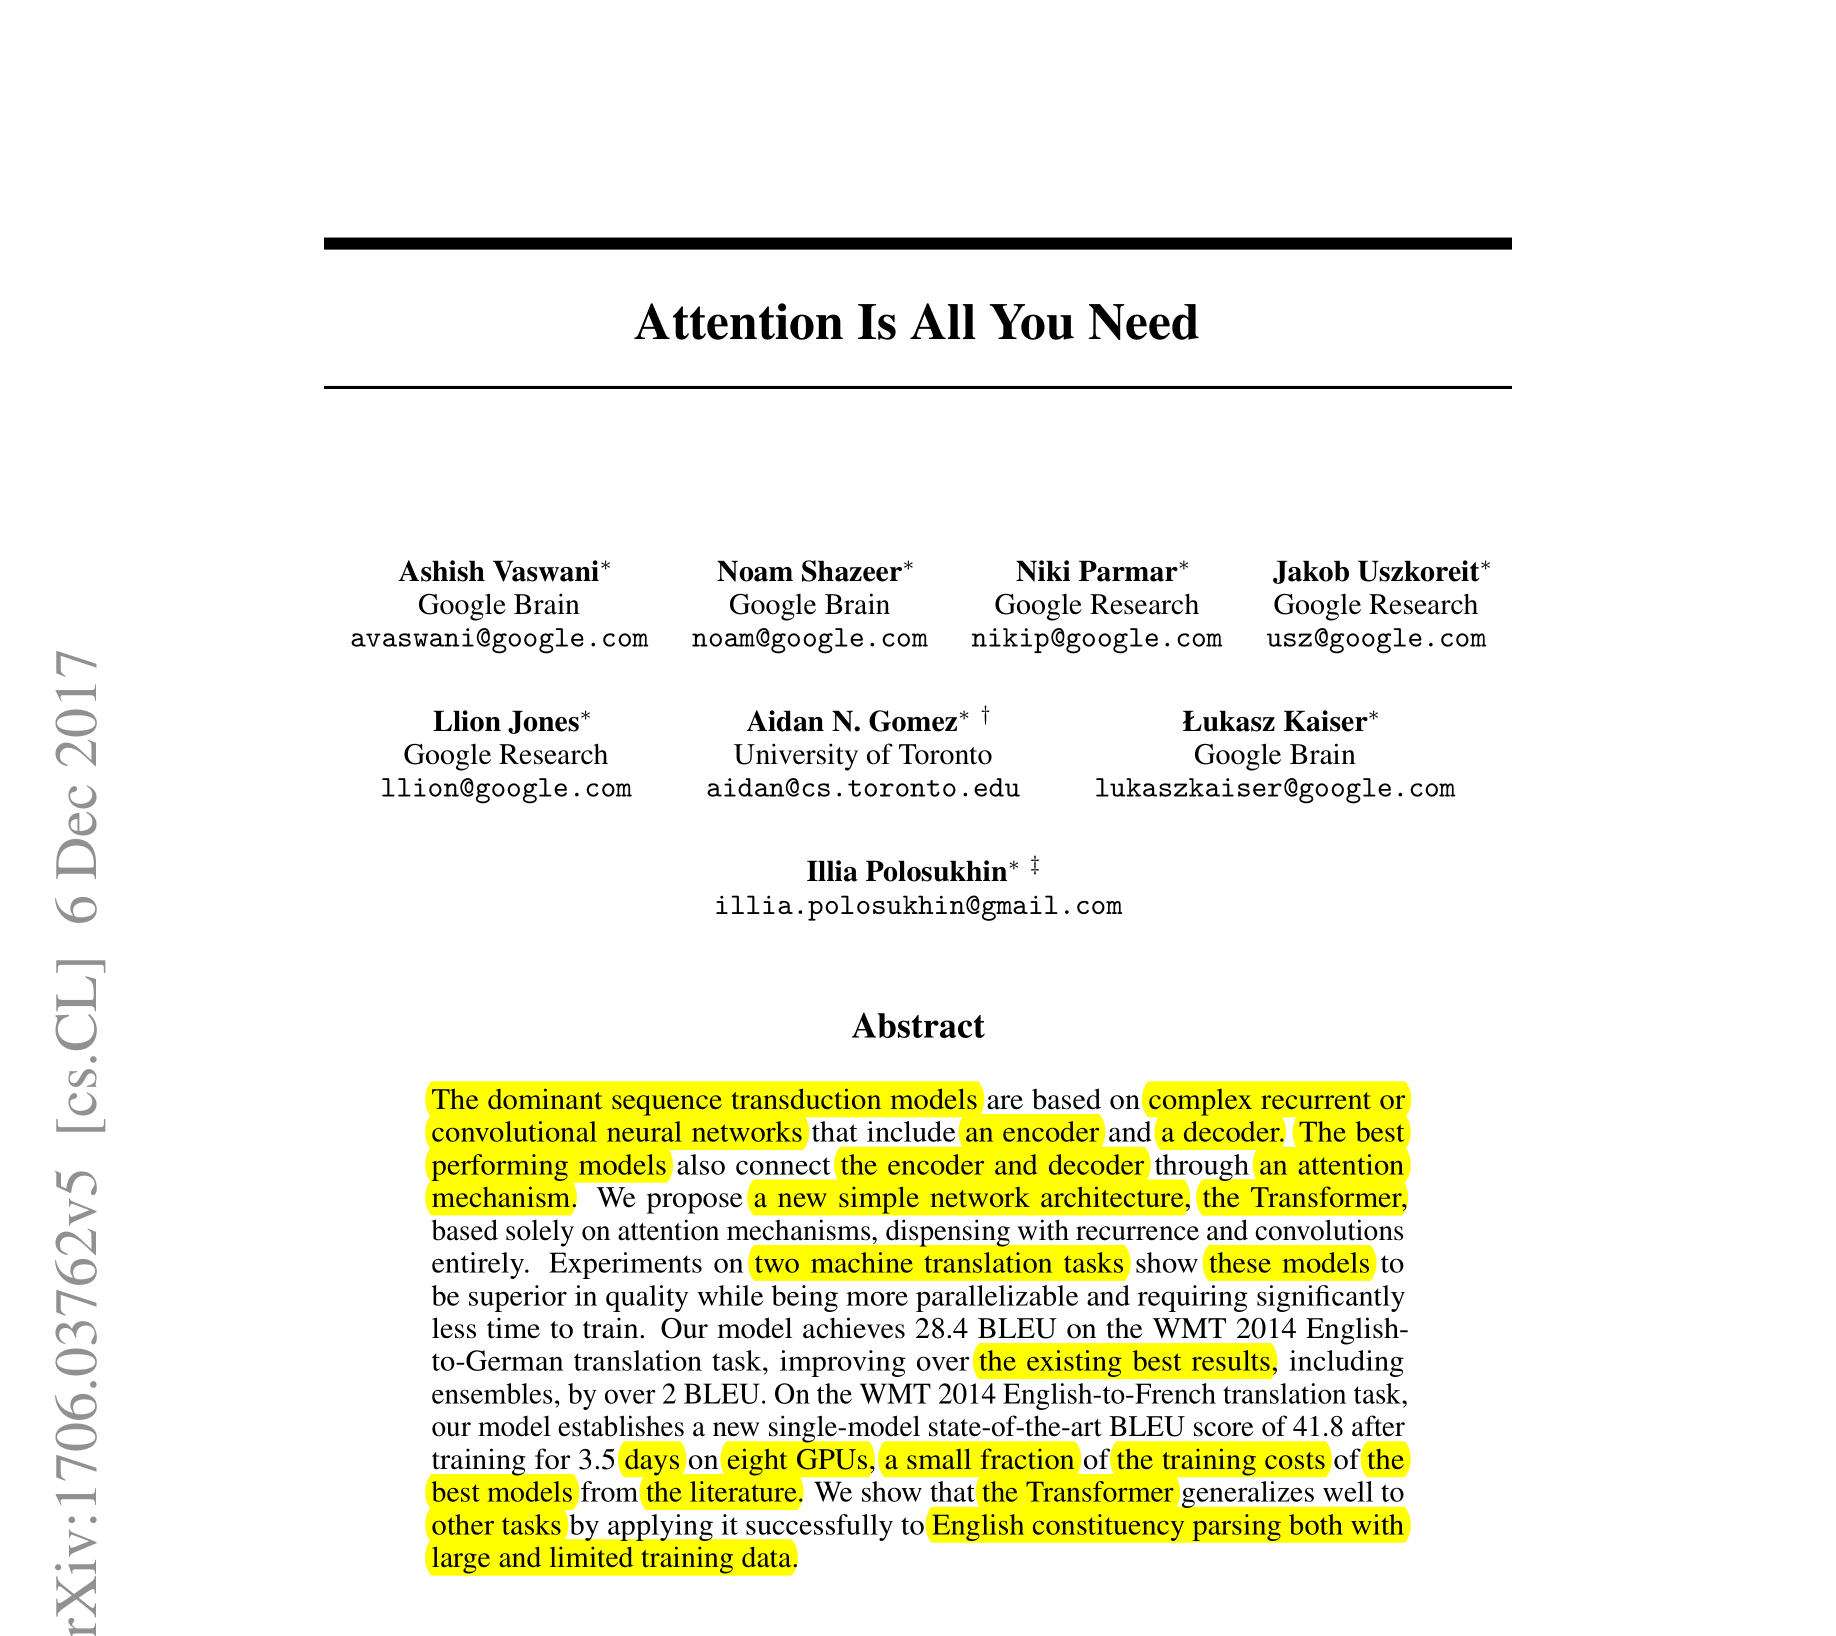 Attention Is All You Need
Ashish Vaswani∗
Google Brain
avaswani@google.com
Noam Shazeer∗
Google Brain
noam@google.com
Niki Parmar∗
Google Research
nikip@google.com
Jakob Uszkoreit∗
Google Research
usz@google.com
Llion Jones∗
Google Research
llion@google.com
Aidan N. Gomez∗ †
University of Toronto
aidan@cs.toronto.edu
Łukasz Kaiser∗
Google Brain
lukaszkaiser@google.com
Illia Polosukhin∗ ‡
illia.polosukhin@gmail.com
Abstract
The dominant sequence transduction models are based on complex recurrent or
convolutional neural networks that include an encoder and a decoder. The best
performing models also connect the encoder and decoder through an attention
mechanism. We propose a new simple network architecture, the Transformer,
based solely on attention mechanisms, dispensing with recurrence and convolutions
entirely. Experiments on two machine translation tasks show these models to
be superior in quality while being more parallelizable and requiring significantly
less time to train. Our model achieves 28.4 BLEU on the WMT 2014 English-
to-German translation task, improving over the existing best results, including
ensembles, by over 2 BLEU. On the WMT 2014 English-to-French translation task,
our model establishes a new single-model state-of-the-art BLEU score of 41.8 after
training for 3.5 days on eight GPUs, a small fraction of the training costs of the
best models from the literature. We show that the Transformer generalizes well to
other tasks by applying it successfully to English constituency parsing both with
large and limited training data.
rXiv:1706.03762v5 [cs.CL] 6 Dec 2017